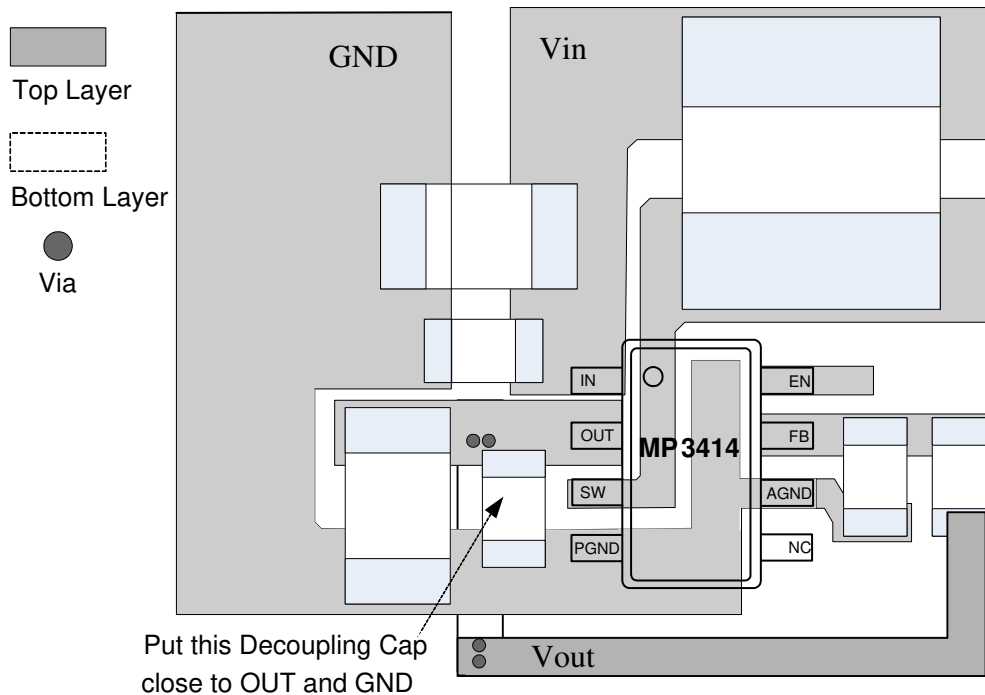 Top Layer
Bottom Layer
Via
GND
Vin
IN
OUT
SW
PGND
MP3414
EN
FB
AGND
NC
Put this Decoupling Cap
close to OUT and GND
Vout